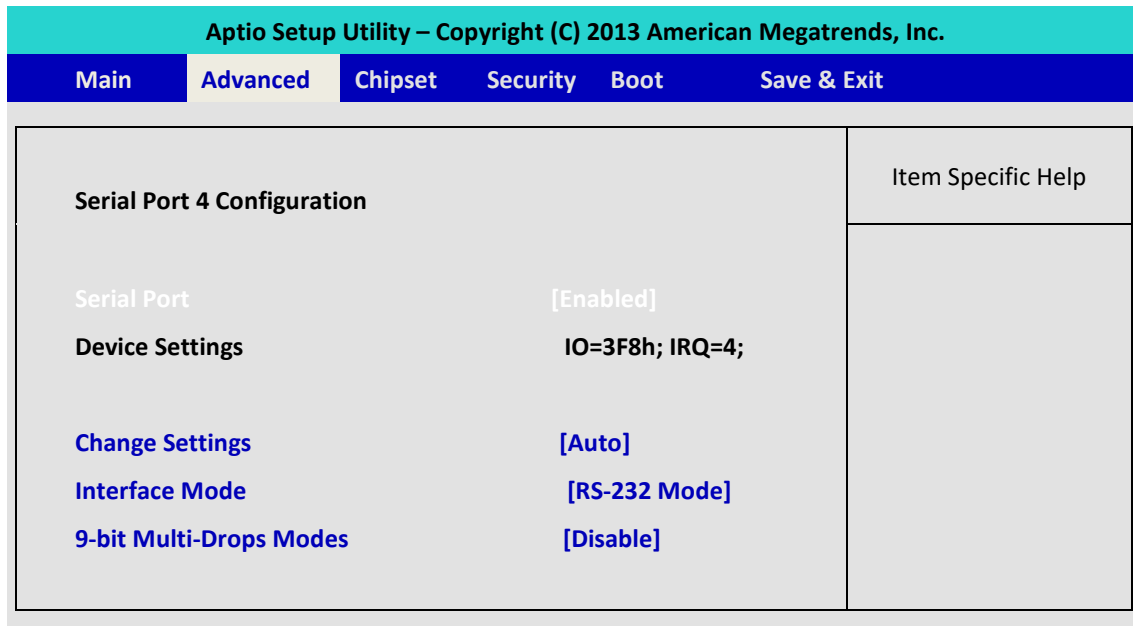 Aptio Setup Utility – Copyright (C) 2013 American Megatrends, Inc.
Main Advanced Chipset Security Boot Save & Exit
Serial Port 4 Configuration
Item Specific Help
Serial Port [Enabled]
Device Settings IO=3F8h; IRQ=4;
Change Settings [Auto]
Interface Mode [RS-232 Mode]
9-bit Multi-Drops Modes [Disable]